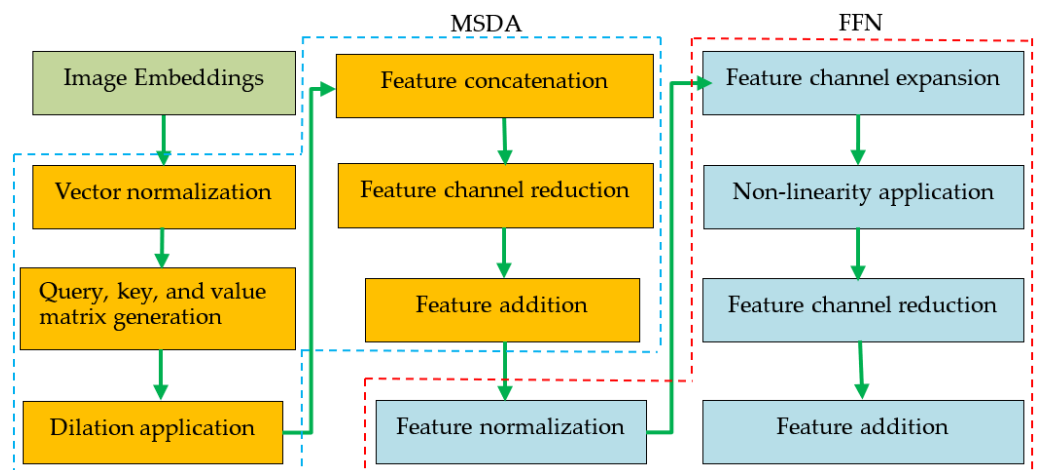 MSDA
FFN
Image Embeddings
Vector normalization
Query, key, and value
matrix generation
Dilation application
Feature concatenation
Feature channel reduction
Feature addition
Feature normalization
Feature channel expansion
Non-linearity application
Feature channel reduction
Feature addition